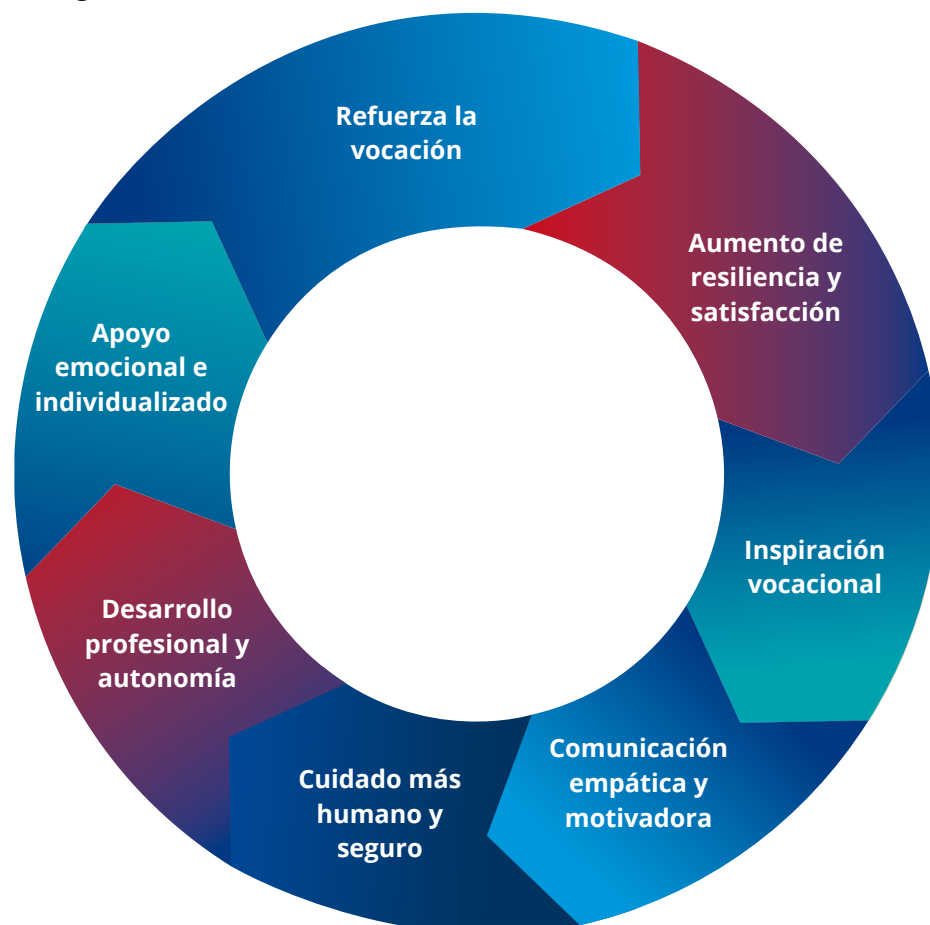 Refuerza la
vocación
Aumento de
resiliencia y
satisfacción
Inspiración
vocacional
Comunicación
empática y
motivadora
Cuidado más
humano y
seguro
Desarrollo
profesional y
autonomía
Apoyo
emocional e
individualizado